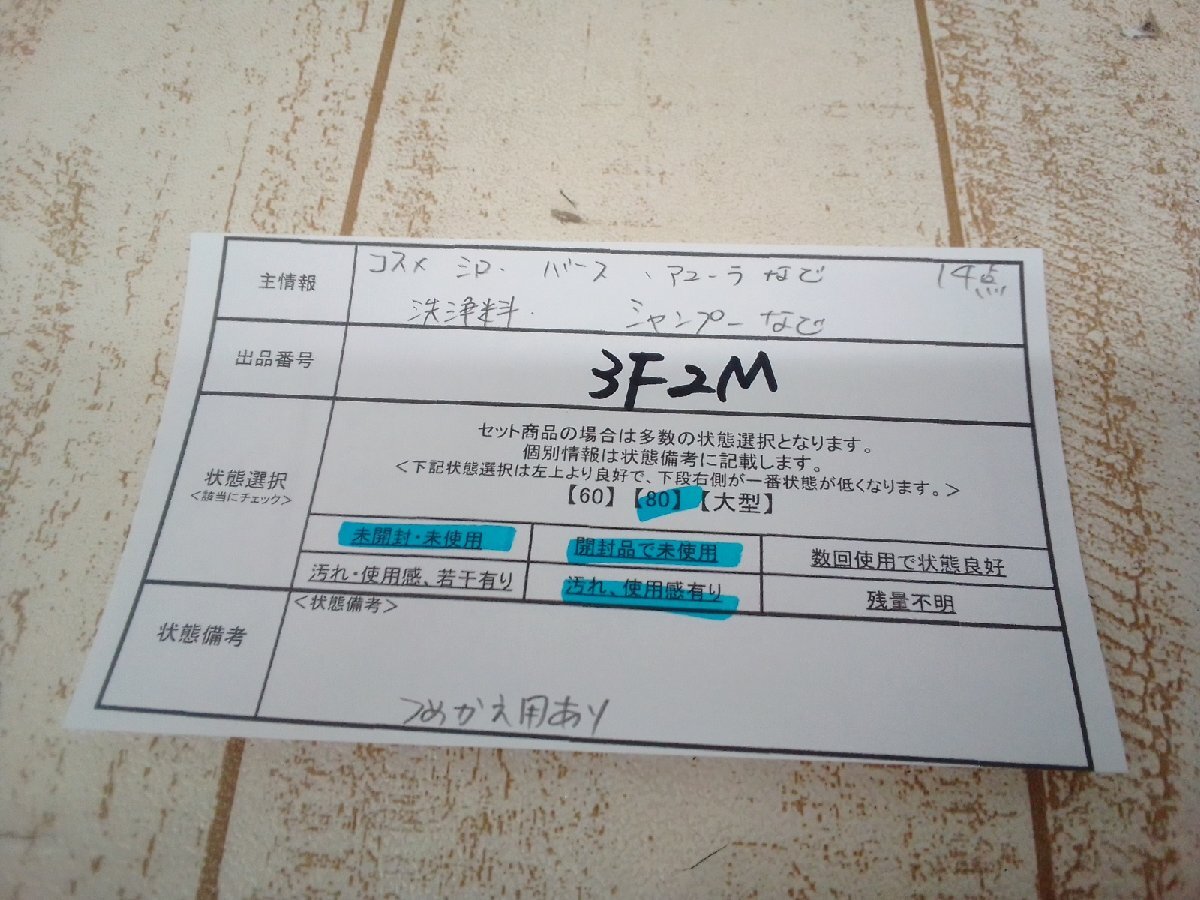 主情報
コスメ シロ・ バース 、アユーラなど 14点
洗浄料・ シャンプーなど
出品番号
3F2M
状態選択
<該当にチェック>
セット商品の場合は多数の状態選択となります。
個別情報は状態備考に記載します。
<下記状態選択は左上より良好で、下段右側が一番状態が低くなります。>
【60】【80】【大型】
未開封・未使用 開封品で未使用 数回使用で状態良好
汚れ・使用感、若干有り 汚れ、使用感有り 残量不明
状態備考
<状態備考>
つめかえ用あり